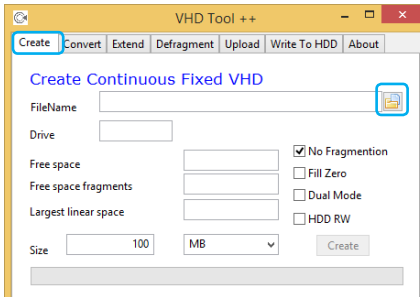 VHD Tool ++
Create Convert Extend Defragment Upload Write To HDD About
Create Continuous Fixed VHD
FileName
Drive
Free space
No Fragmention
Free space fragments
Fill Zero
Dual Mode
Largest linear space
HDD RW
Size 100 MB Create